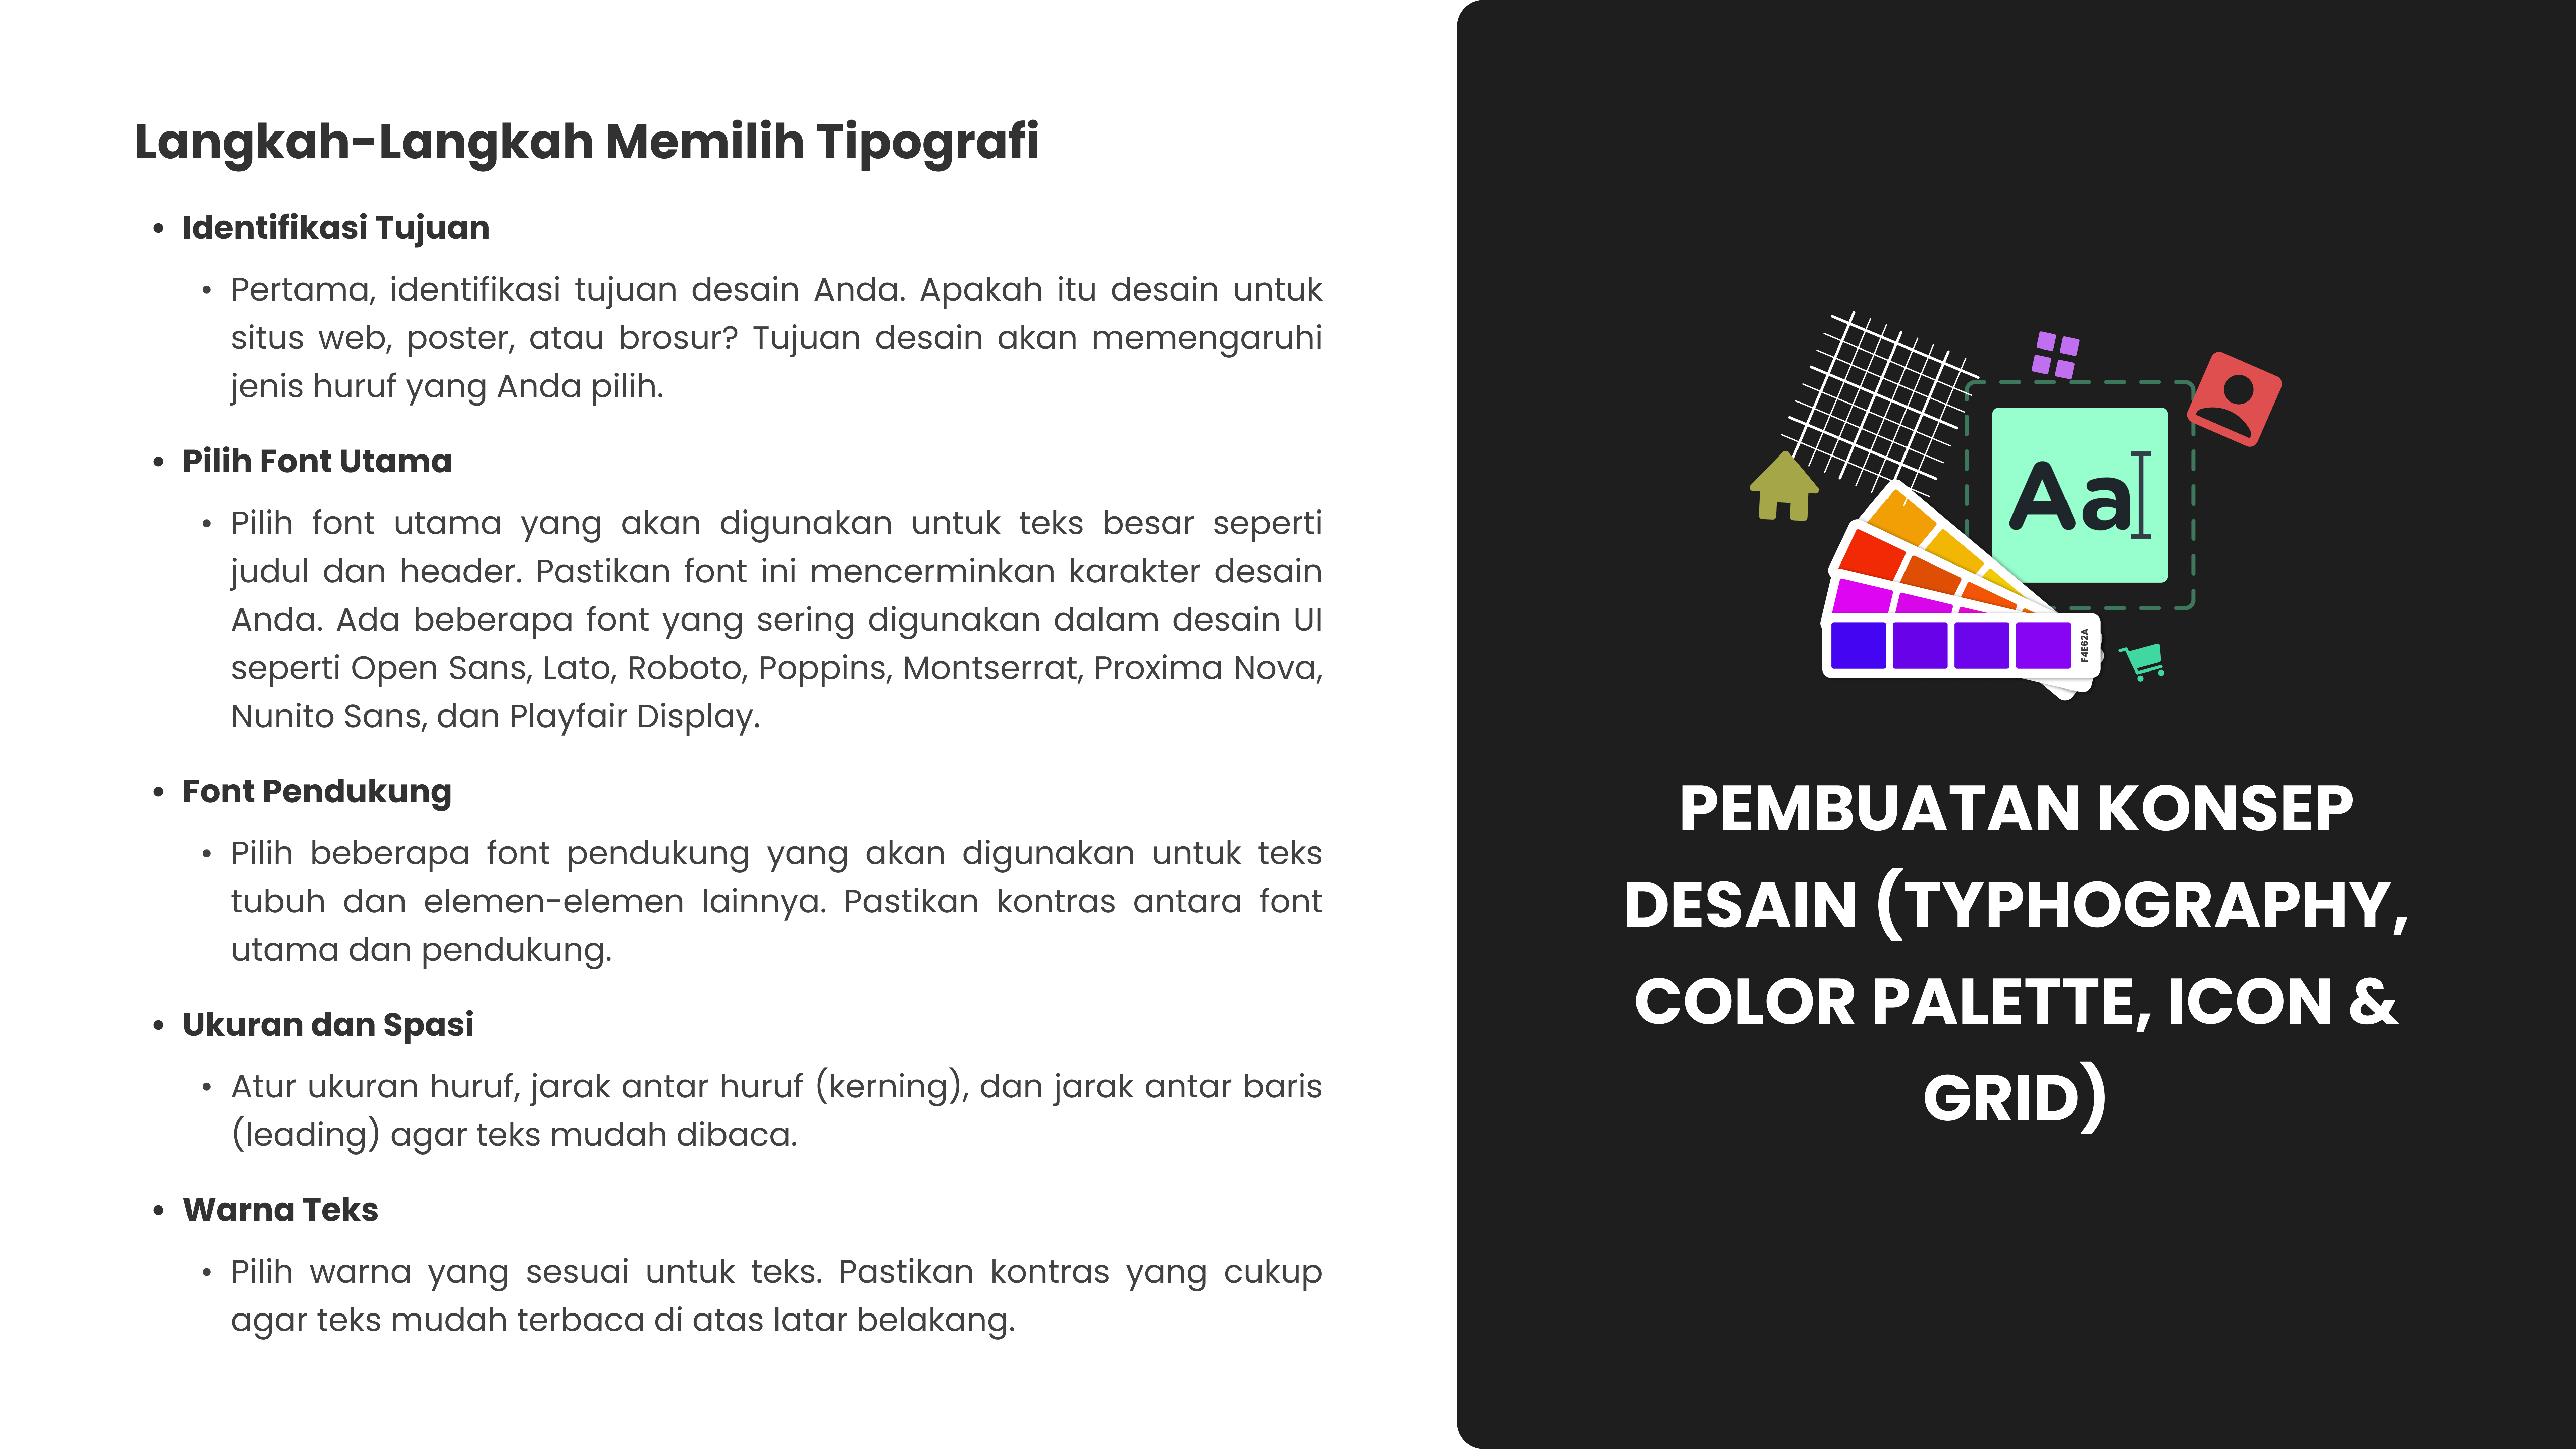 Langkah-Langkah Memilih Tipografi
• Identifikasi Tujuan
• Pertama, identifikasi tujuan desain Anda. Apakah itu desain untuk
situs web, poster, atau brosur? Tujuan desain akan memengaruhi
jenis huruf yang Anda pilih.
• Pilih Font Utama
• Pilih font utama yang akan digunakan untuk teks besar seperti
judul dan header. Pastikan font ini mencerminkan karakter desain
Anda. Ada beberapa font yang sering digunakan dalam desain UI
seperti Open Sans, Lato, Roboto, Poppins, Montserrat, Proxima Nova,
Nunito Sans, dan Playfair Display.
• Font Pendukung
• Pilih beberapa font pendukung yang akan digunakan untuk teks
tubuh dan elemen-elemen lainnya. Pastikan kontras antara font
utama dan pendukung.
• Ukuran dan Spasi
• Atur ukuran huruf, jarak antar huruf (kerning), dan jarak antar baris
(leading) agar teks mudah dibaca.
• Warna Teks
• Pilih warna yang sesuai untuk teks. Pastikan kontras yang cukup
agar teks mudah terbaca di atas latar belakang.
Aa
F4E62A
PEMBUATAN KONSEP
DESAIN (TYPHOGRAPHY,
COLOR PALETTE, ICON &
GRID)